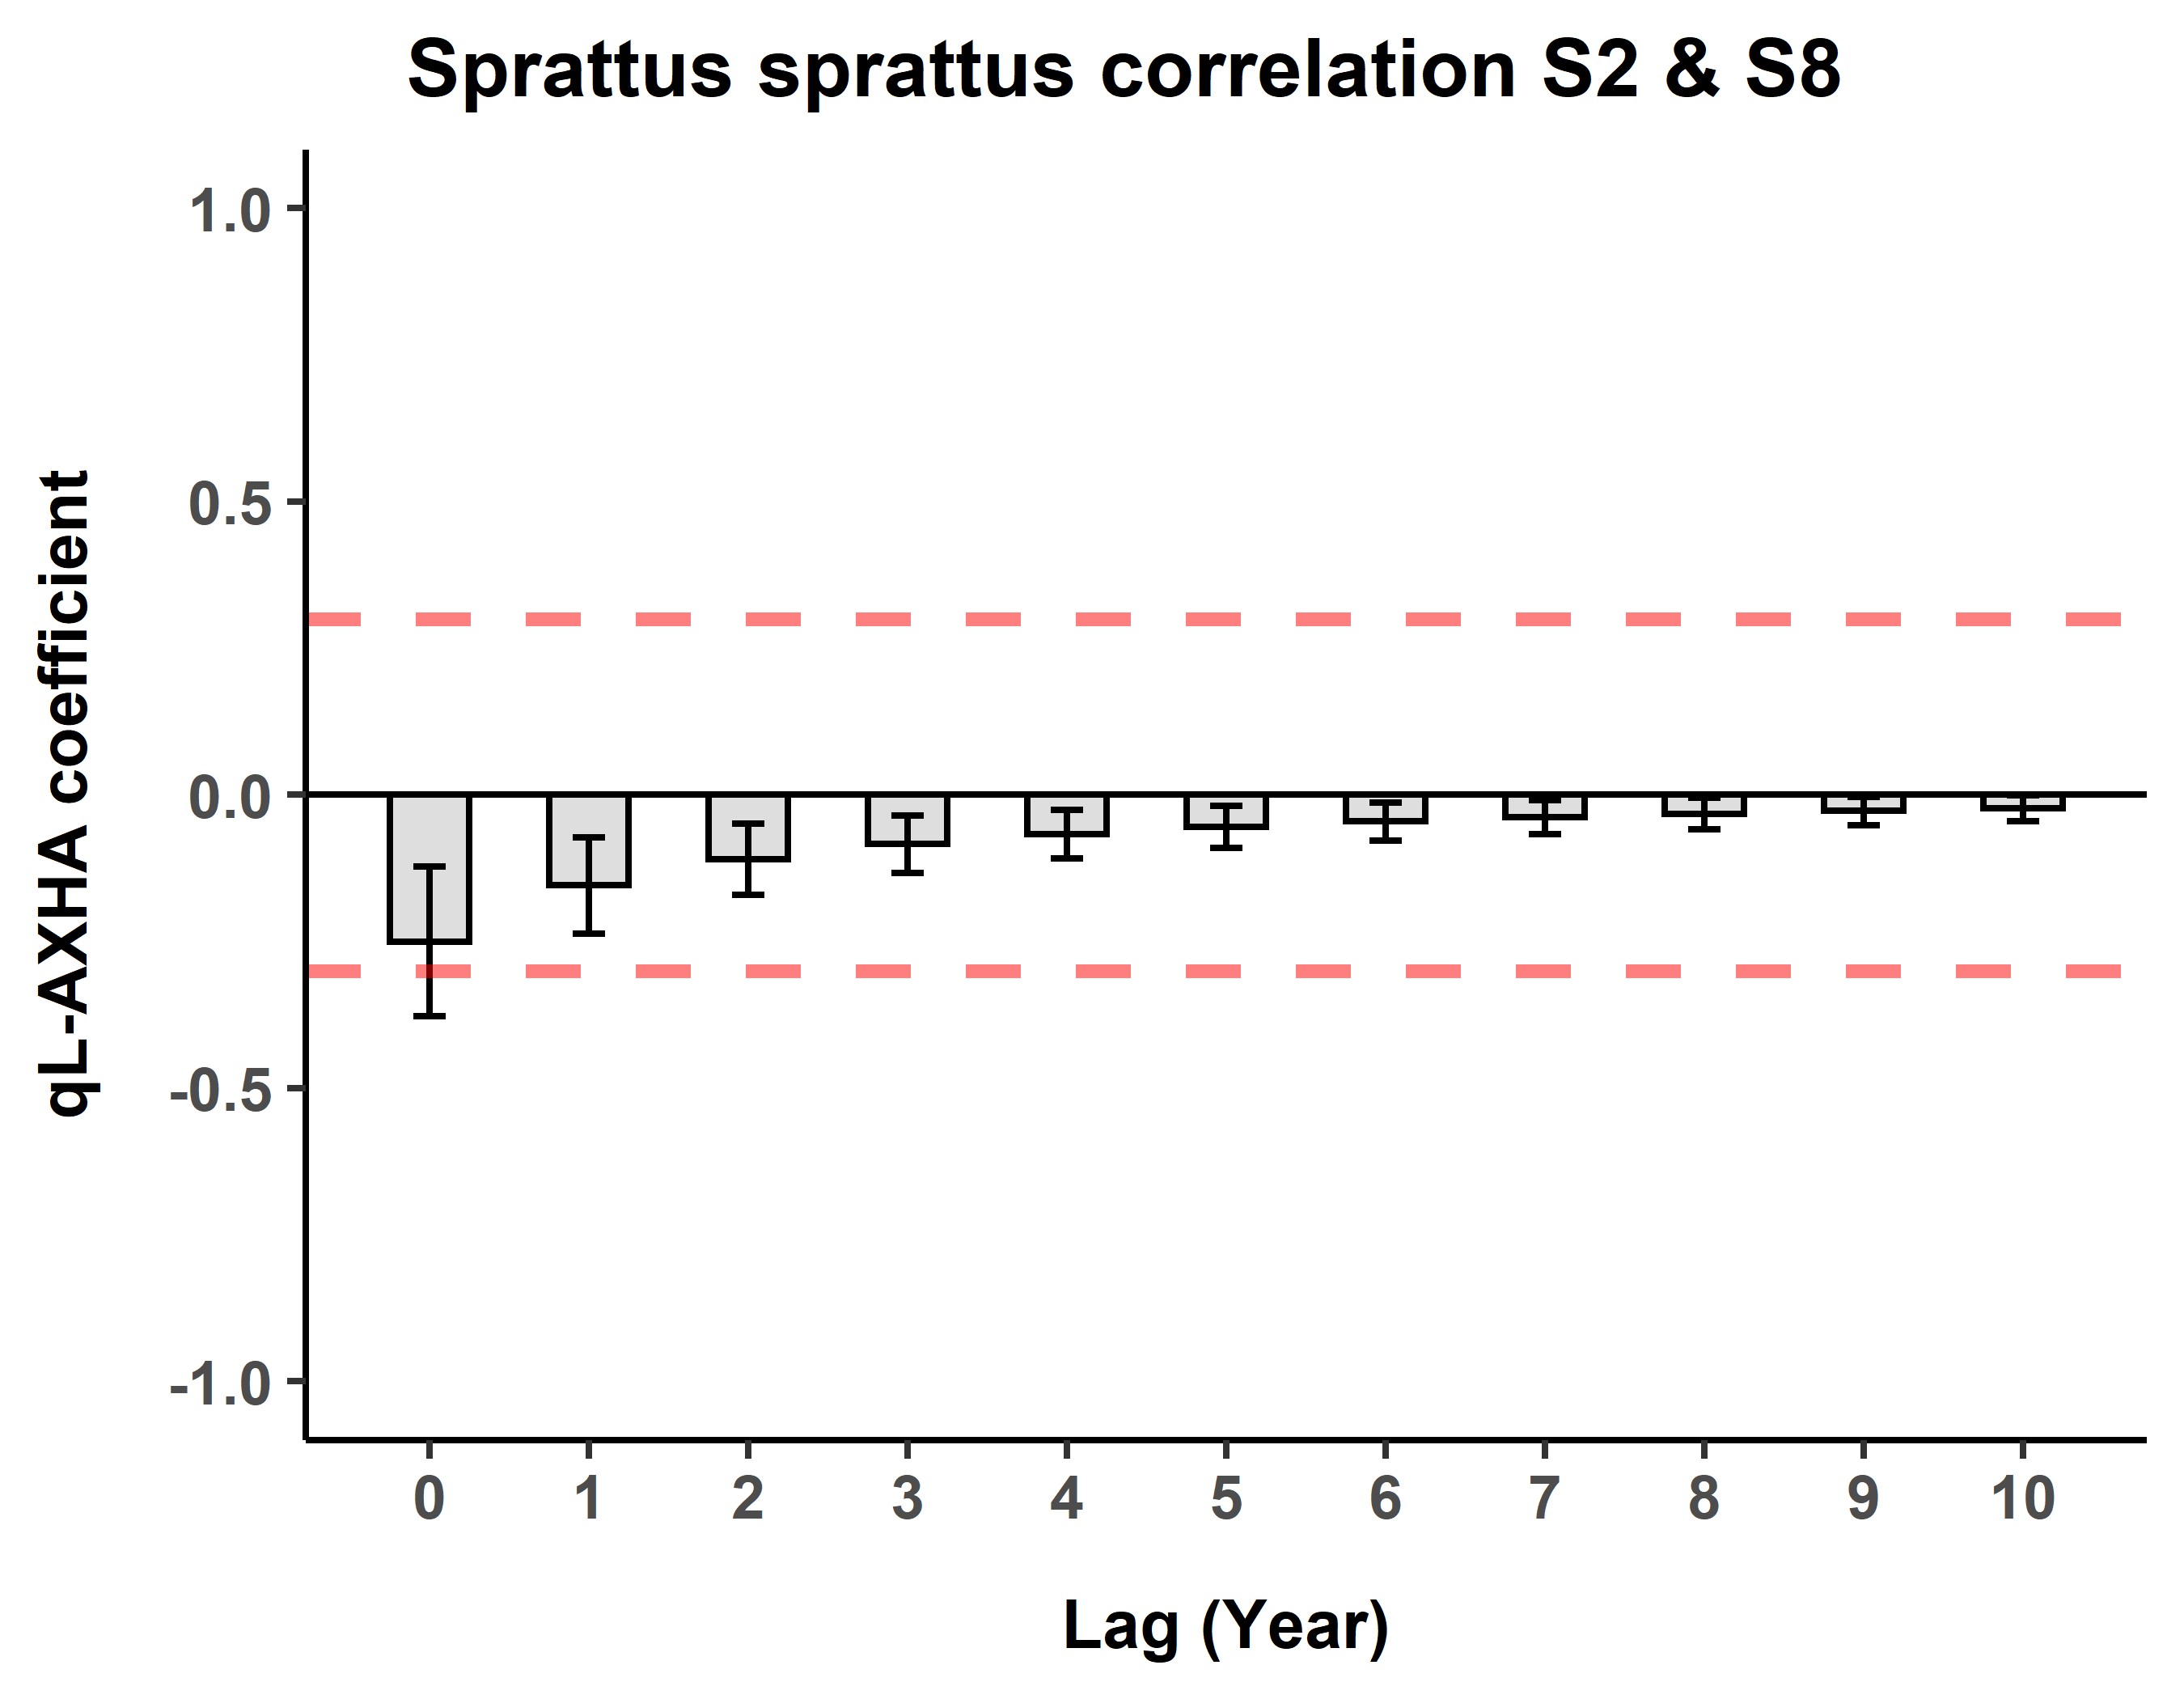 Sprattus sprattus correlation S2 & S8
qL-AXHA coefficient
1.0
0.5
0.0
-0.5
-1.0
0 1 2 3 4 5 6 7 8 9 10
Lag (Year)